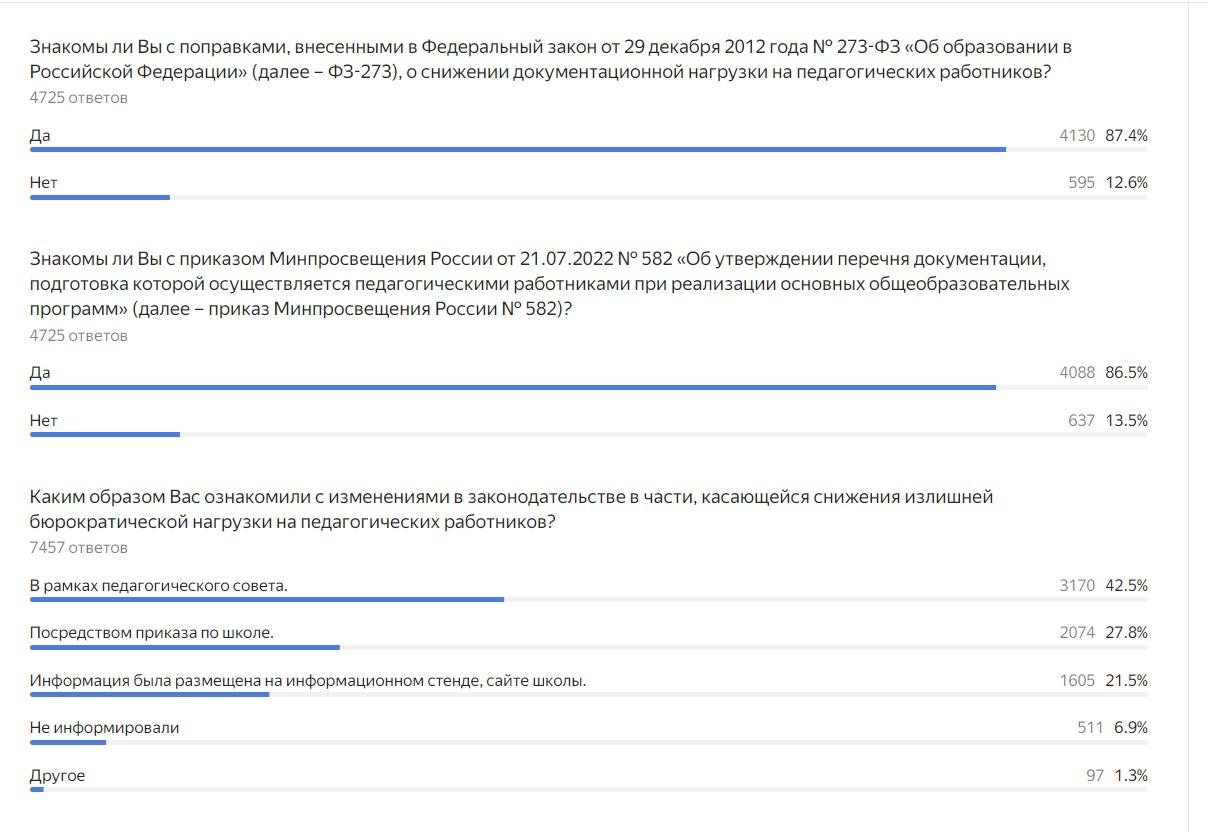 Знакомы ли Вы с поправками, внесенными в Федеральный закон от 29 декабря 2012 года № 273-ФЗ «Об образовании в
Российской Федерации» (далее – ФЗ-273), о снижении документационной нагрузки на педагогических работников?
4725 ответов
Да 4130 87.4%
Нет 595 12.6%
Знакомы ли Вы с приказом Минпросвещения России от 21.07.2022 № 582 «Об утверждении перечня документации,
подготовка которой осуществляется педагогическими работниками при реализации основных общеобразовательных
программ» (далее – приказ Минпросвещения России № 582)?
4725 ответов
Да 4088 86.5%
Нет 637 13.5%
Каким образом Вас ознакомили с изменениями в законодательстве в части, касающейся снижения излишней
бюрократической нагрузки на педагогических работников?
7457 ответов
В рамках педагогического совета. 3170 42.5%
Посредством приказа по школе. 2074 27.8%
Информация была размещена на информационном стенде, сайте школы. 1605 21.5%
Не информировали 511 6.9%
Другое 97 1.3%